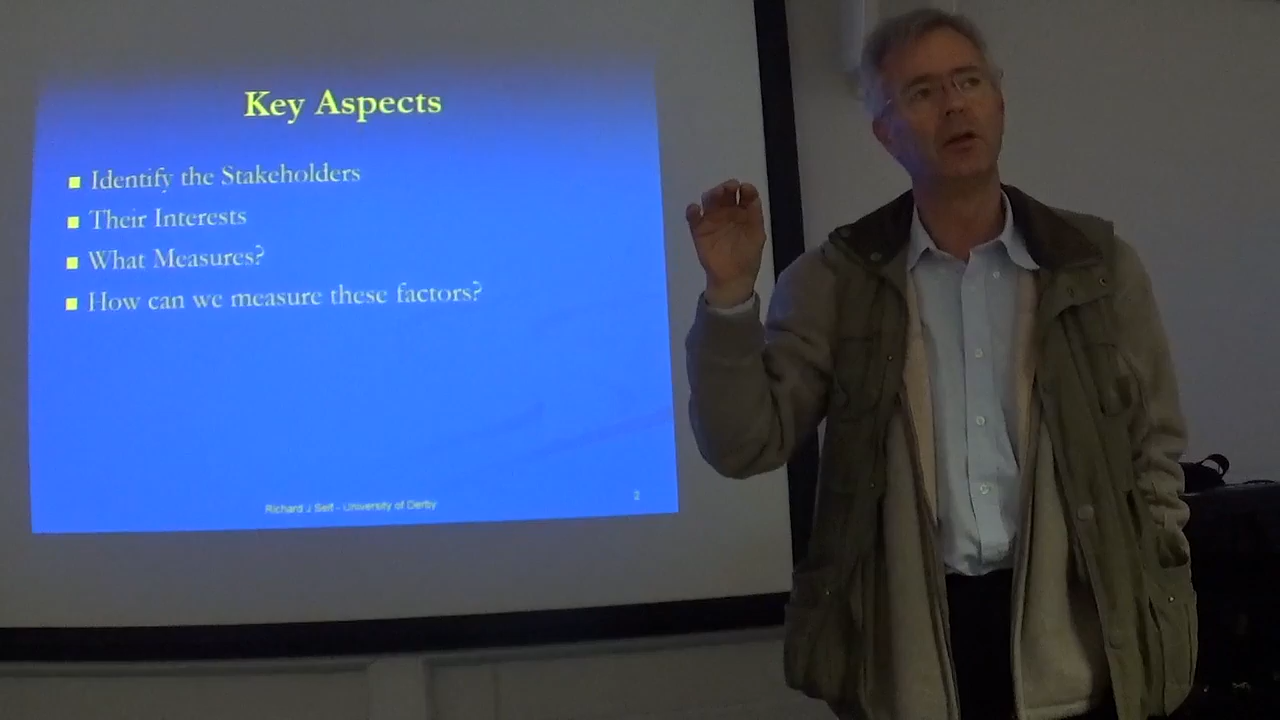 Key Aspects
Identify the Stakeholders
Their Interests
What Measures?
How can we measure these factors?
Richard J Self - University of Derby
2